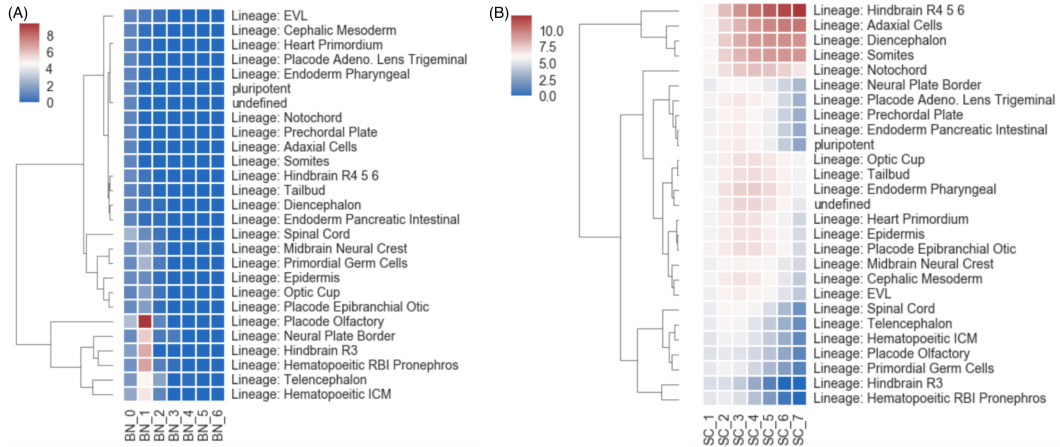 (A)
8
6
4
2
0
Lineage: EVL
Lineage: Cephalic Mesoderm
Lineage: Heart Primordium
Lineage: Placode Adeno. Lens Trigeminal
Lineage: Endoderm Pharyngeal
pluripotent
undefined
Lineage: Notochord
Lineage: Prechordal Plate
Lineage: Adaxial Cells
Lineage: Somites
Lineage: Hindbrain R4 5 6
Lineage: Tailbud
Lineage: Diencephalon
Lineage: Endoderm Pancreatic Intestinal
Lineage: Spinal Cord
Lineage: Midbrain Neural Crest
Lineage: Primordial Germ Cells
Lineage: Epidermis
Lineage: Optic Cup
Lineage: Placode Epibranchial Otic
Lineage: Placode Olfactory
Lineage: Neural Plate Border
Lineage: Hindbrain R3
Lineage: Hematopoeitic RBI Pronephros
Lineage: Telencephalon
Lineage: Hematopoeitic ICM
BN_0
BN_1
BN_2
BN_3
BN_4
BN_5
BN_6
(B)
10.0
7.5
5.0
2.5
0.0
Lineage: Hindbrain R4 5 6
Lineage: Adaxial Cells
Lineage: Diencephalon
Lineage: Somites
Lineage: Notochord
Lineage: Neural Plate Border
Lineage: Placode Adeno. Lens Trigeminal
Lineage: Prechordal Plate
Lineage: Endoderm Pancreatic Intestinal
pluripotent
Lineage: Optic Cup
Lineage: Tailbud
Lineage: Endoderm Pharyngeal
undefined
Lineage: Heart Primordium
Lineage: Epidermis
Lineage: Placode Epibranchial Otic
Lineage: Midbrain Neural Crest
Lineage: Cephalic Mesoderm
Lineage: EVL
Lineage: Spinal Cord
Lineage: Telencephalon
Lineage: Hematopoeitic ICM
Lineage: Placode Olfactory
Lineage: Primordial Germ Cells
Lineage: Hindbrain R3
Lineage: Hematopoeitic RBI Pronephros
SC_1
SC_2
SC_3
SC_4
SC_5
SC_6
SC_7